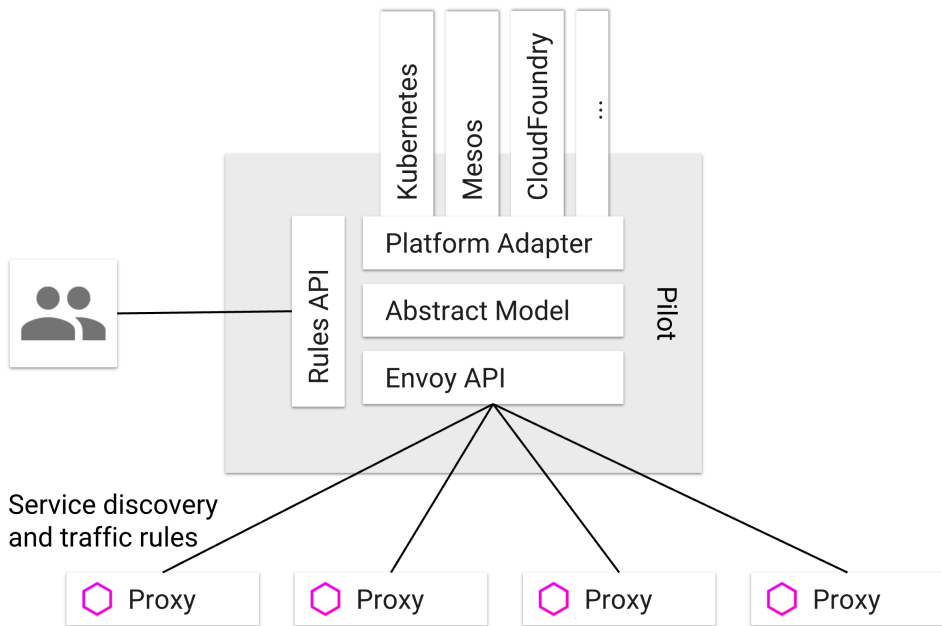 Kubernetes
Mesos
CloudFoundry
...
Platform Adapter
Rules API
Abstract Model
Pilot
Envoy API
Service discovery
and traffic rules
Proxy
Proxy
Proxy
Proxy